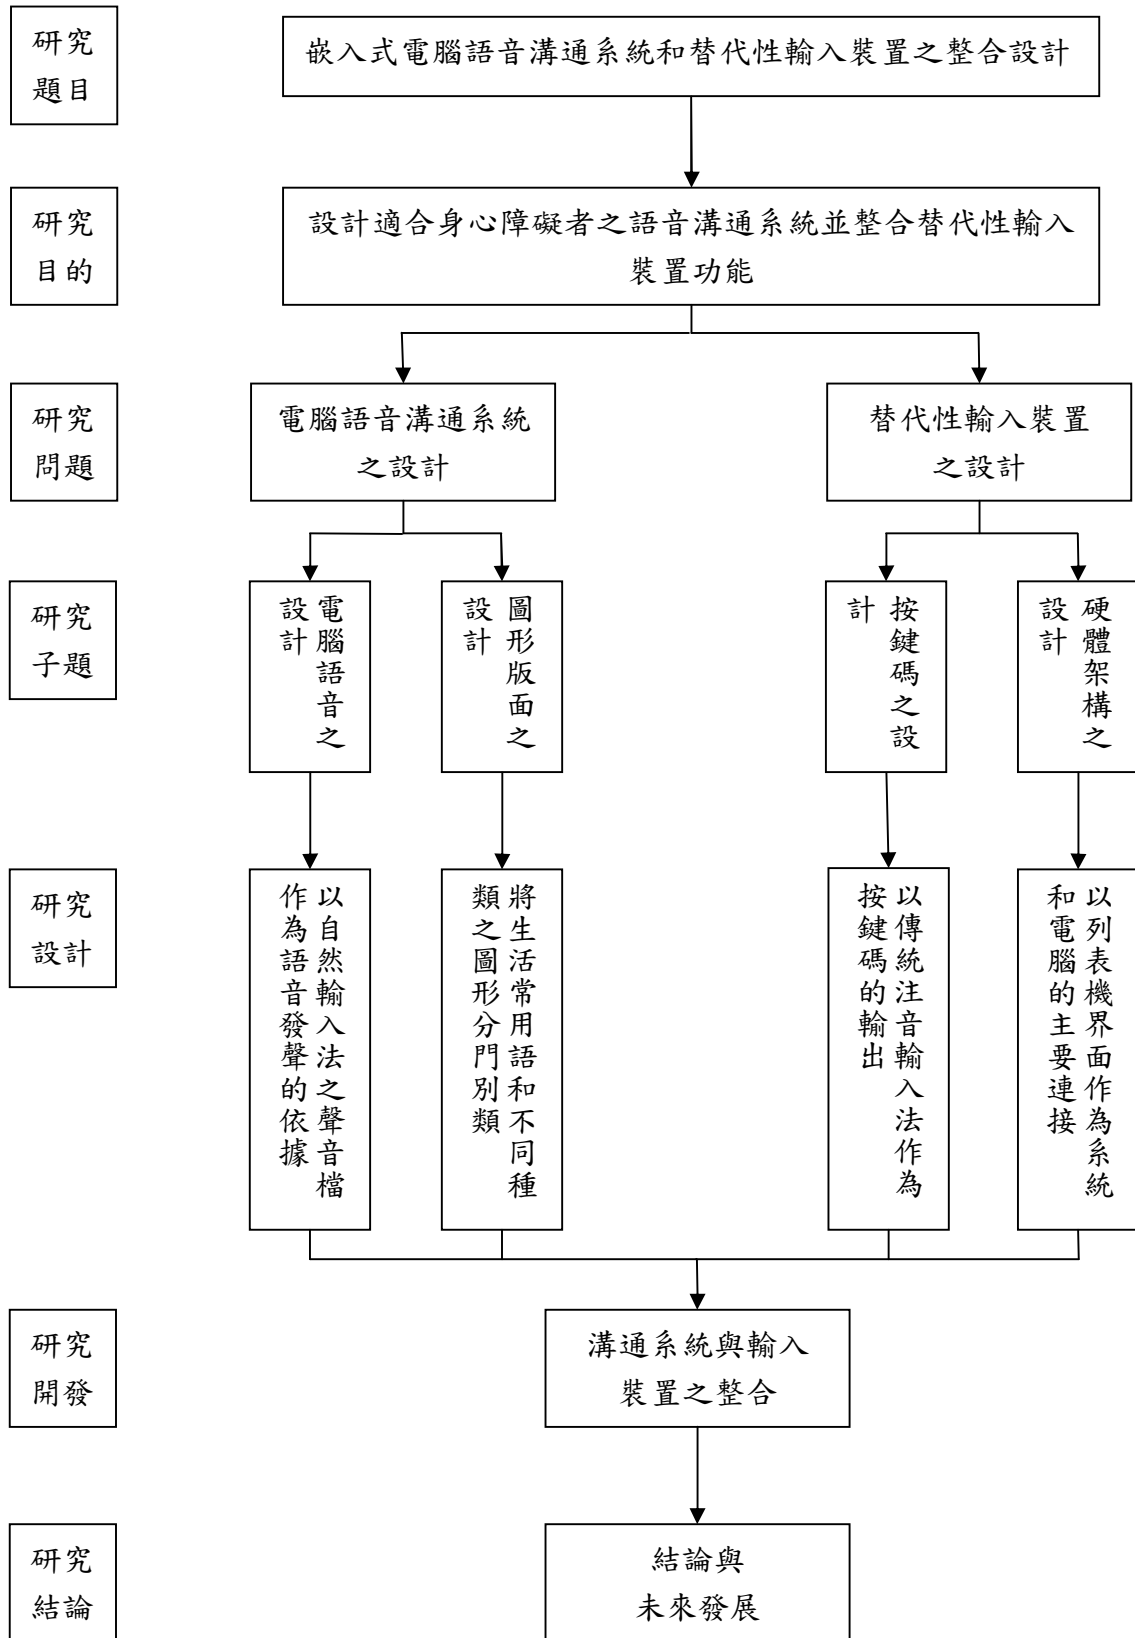 研究
題目
嵌入式電腦語音溝通系統和替代性輸入裝置之整合設計
研究
目的
設計適合身心障礙者之語音溝通系統並整合替代性輸入
裝置功能
研究
問題
電腦語音溝通系統
之設計
替代性輸入裝置
之設計
研究
子題
電腦語音之
設計
圖形版面之
設計
按鍵碼之設
計
硬體架構之
設計
研究
設計
以自然輸入法之聲音檔
作為語音發聲的依據
將生活常用語和不同種
類之圖形分門別類
以傳統注音輸入法作為
按鍵碼的輸出
以列表機界面作為系統
和電腦的主要連接
研究
開發
溝通系統與輸入
裝置之整合
研究
結論
結論與
未來發展